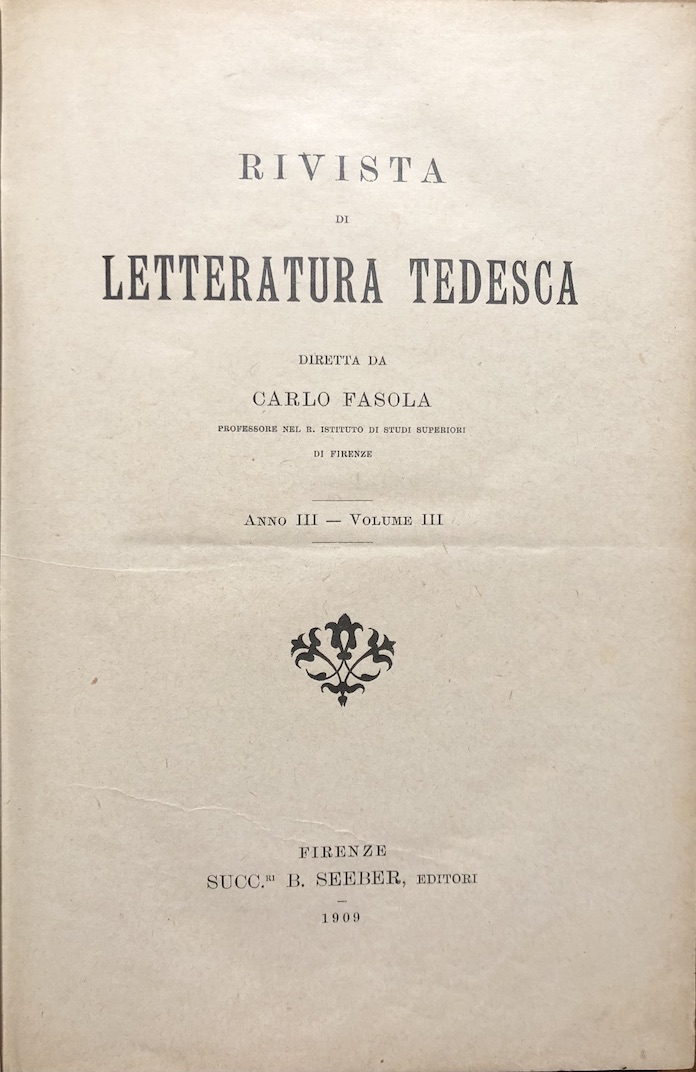 RIVISTA
DI
LETTERATURA TEDESCA
DIRETTA DA
CARLO FASOLA
PROFESSORE NEL R. ISTITUTO DI STUDI SUPERIORI
DI FIRENZE
ANNO III — VOLUME III
FIRENZE
SUCC.RI B. SEEBER, EDITORI
1909